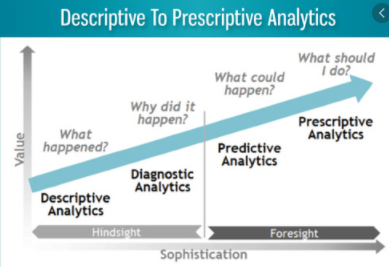 Descriptive To Prescriptive Analytics
What should
I do?
What could
happen?
Why did it
happen?
What
happened?
Prescriptive
Analytics
Predictive
Analytics
Diagnostic
Analytics
Descriptive
Analytics
Value
Hindsight
Foresight
Sophistication